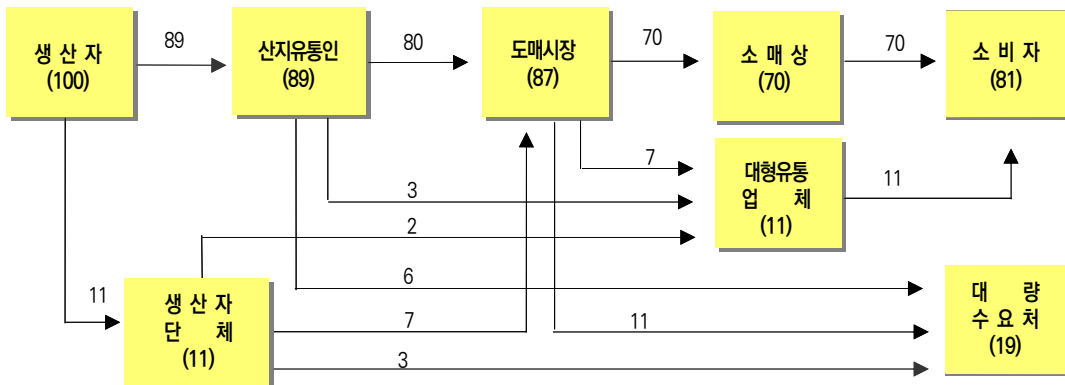 생 산 자
(100)
89
산지유통인
(89)
80
도매시장
(87)
70
소 매 상
(70)
70
소 비 자
(81)
7
대형유통
업 체
(11)
11
3
2
11
생 산 자
단 체
(11)
6
7
11
3
대 량
수 요 처
(19)